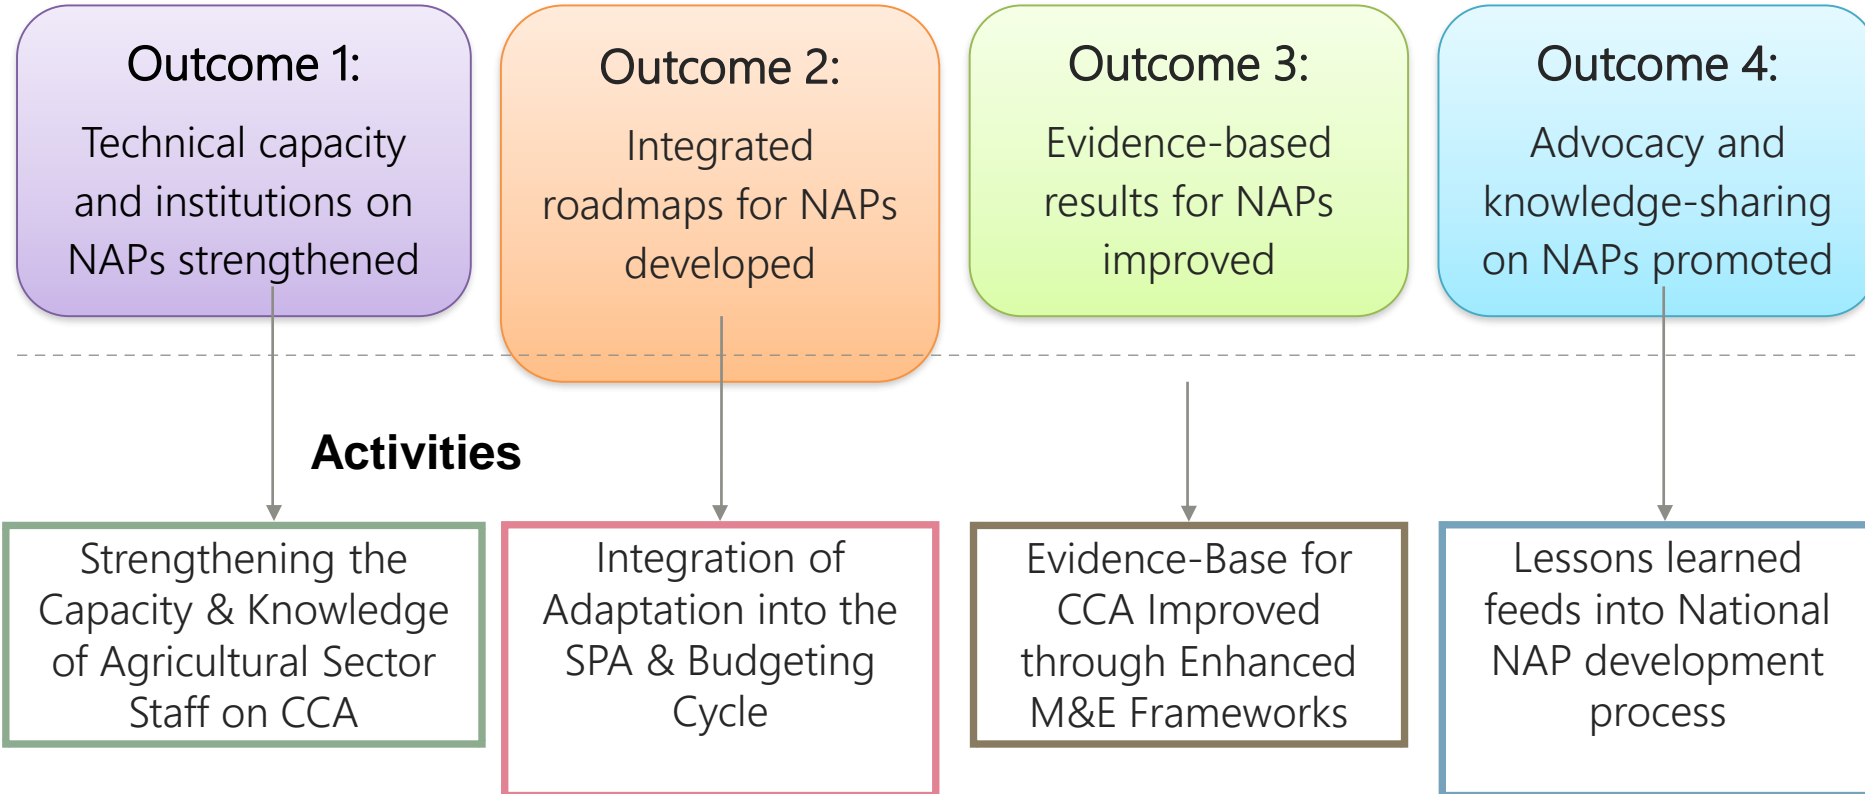 Outcome 1:
Technical capacity
and institutions on
NAPs strengthened
Outcome 2:
Integrated
roadmaps for NAPs
developed
Outcome 3:
Evidence-based
results for NAPs
improved
Outcome 4:
Advocacy and
knowledge-sharing
on NAPs promoted
Activities
Strengthening the
Capacity & Knowledge
of Agricultural Sector
Staff on CCA
Integration of
Adaptation into the
SPA & Budgeting
Cycle
Evidence-Base for
CCA Improved
through Enhanced
M&E Frameworks
Lessons learned
feeds into National
NAP development
process